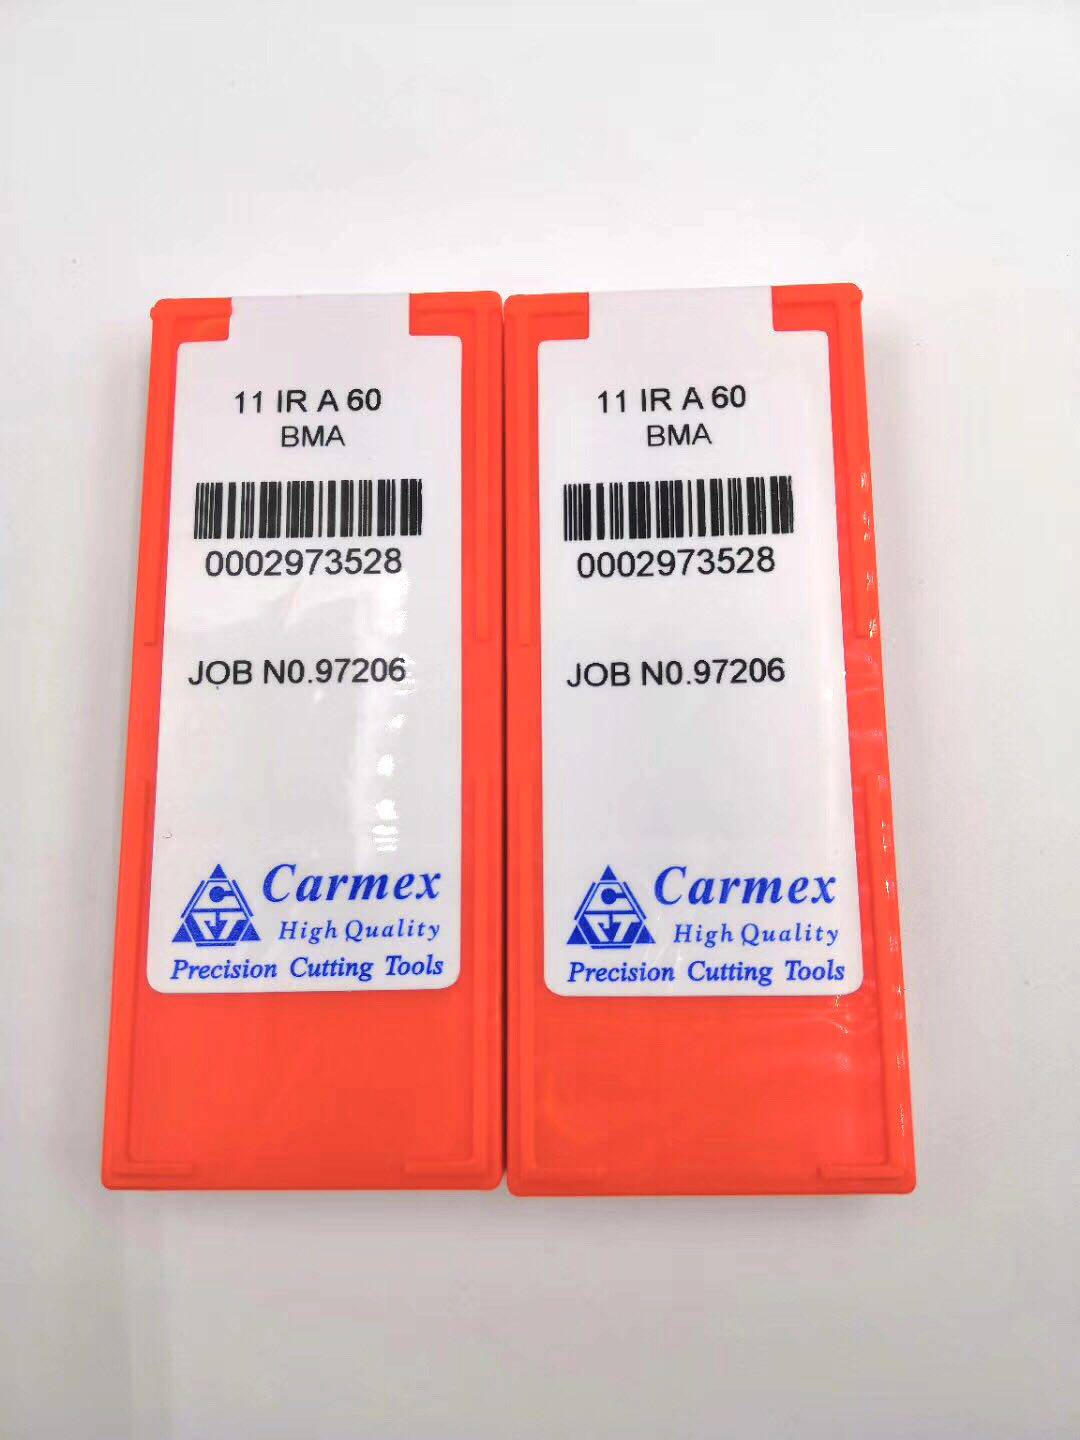 11 IR A 60
BMA
0002973528
JOB N0.97206
Carmex
High Quality
Precision Cutting Tools
11 IR A 60
BMA
0002973528
JOB N0.97206
Carmex
High Quality
Precision Cutting Tools